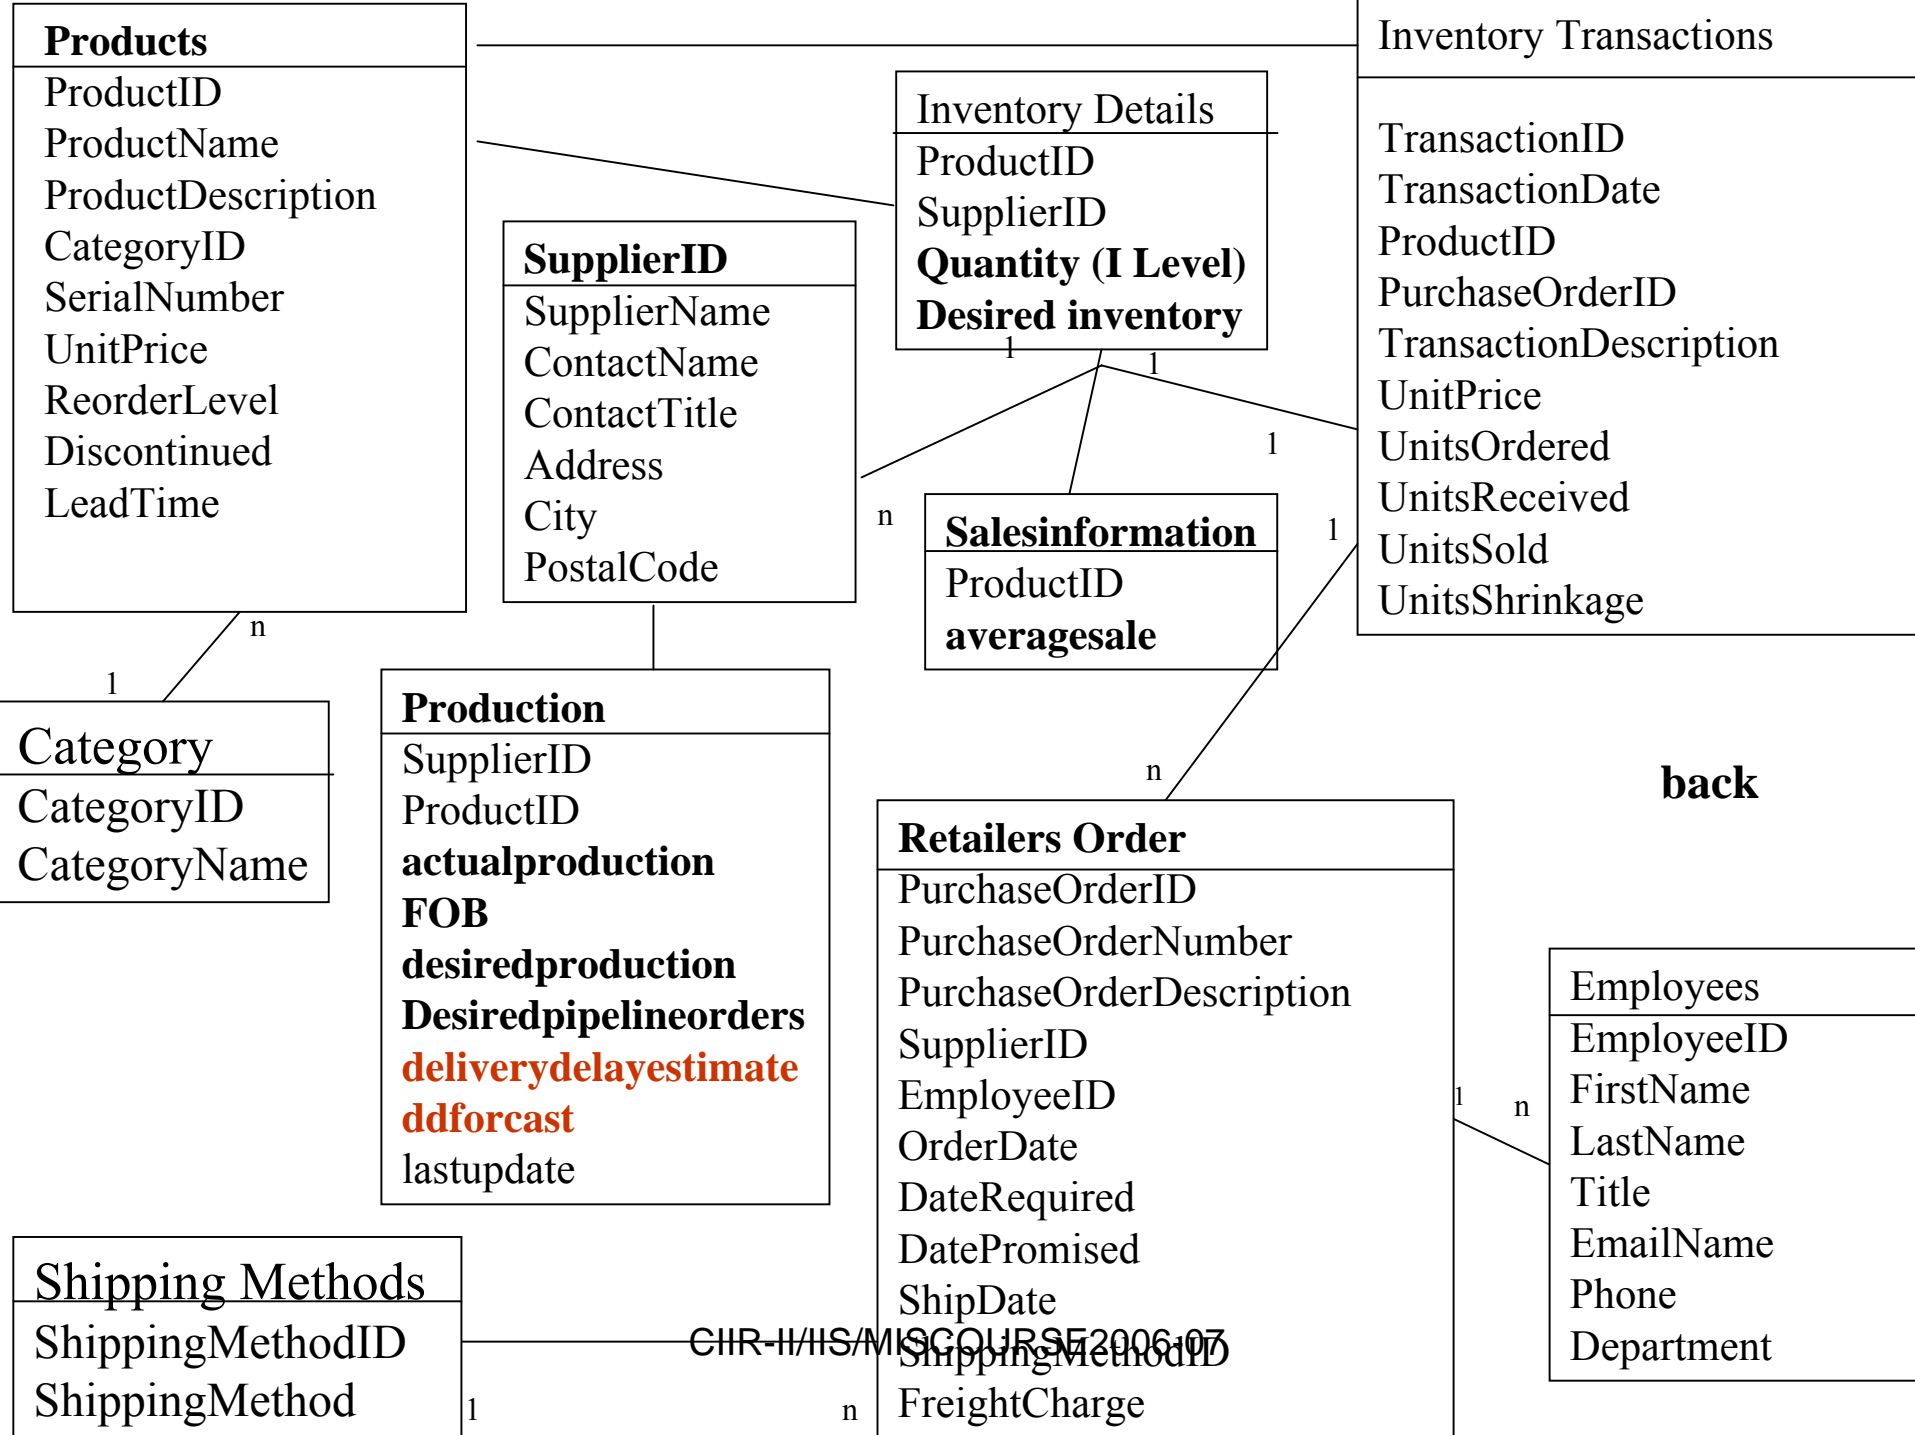 Products
ProductID
ProductName
ProductDescription
CategoryID
SerialNumber
UnitPrice
ReorderLevel
Discontinued
LeadTime
n
1
Category
CategoryID
CategoryName
SupplierID
SupplierName
ContactName
ContactTitle
Address
City
PostalCode
n
Inventory Details
ProductID
SupplierID
Quantity (I Level)
Desired inventory
1
1
1
Inventory Transactions
TransactionID
TransactionDate
ProductID
PurchaseOrderID
TransactionDescription
UnitPrice
UnitsOrdered
UnitsReceived
UnitsSold
UnitsShrinkage
1
n
Salesinformation
ProductID
averagesale
Production
SupplierID
ProductID
actualproduction
FOB
desiredproduction
Desiredpipelineorders
deliverydelayestimate
ddforcast
lastupdate
back
Retailers Order
PurchaseOrderID
PurchaseOrderNumber
PurchaseOrderDescription
SupplierID
EmployeeID
OrderDate
DateRequired
DatePromised
ShipDate
ShippingMethodID
FreightCharge
1
n
Employees
EmployeeID
FirstName
LastName
Title
EmailName
Phone
Department
Shipping Methods
ShippingMethodID
ShippingMethod
1
n
CIIR-II/IIS/MISCOURSE2006-07